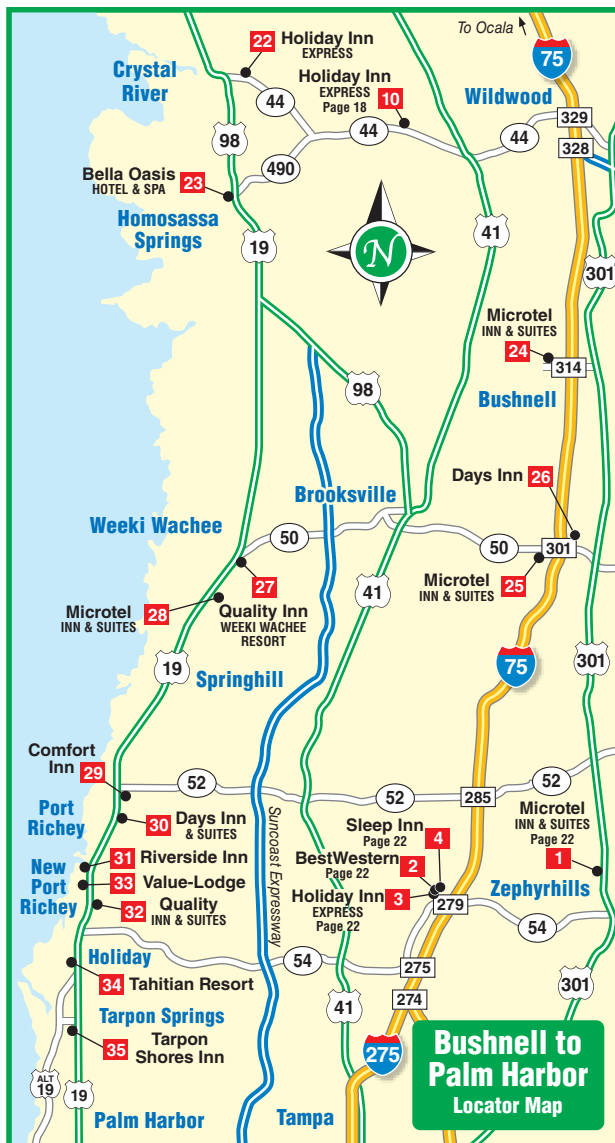 To Ocala
75
22 Holiday Inn
EXPRESS
Crystal
River
Holiday Inn
EXPRESS
Page 18
10
Wildwood
44
44
44
329
328
98
490
Bella Oasis
HOTEL & SPA
23
Homosassa
Springs
19
N
41
301
Microtel
INN & SUITES
24
314
Bushnell
98
Days Inn 26
Brooksville
Weeki Wachee
50
50
301
27
Microtel
INN & SUITES
25
Microtel
INN & SUITES
28
Quality Inn
WEEKI WACHEE
RESORT
41
19
Springhill
75
301
Comfort
Inn
29
52
52
52
285
Port
Richey
30 Days Inn
& SUITES
Suncoast Expressway
Sleep Inn
Page 22
4
Microtel
INN & SUITES
Page 22
1
New
Port
Richey
31 Riverside Inn
33 Value-Lodge
32 Quality
INN & SUITES
BestWestern
Page 22
2
Holiday Inn
EXPRESS
Page 22
3
279
Zephyrhills
54
Holiday
54
275
34 Tahitian Resort
274
41
301
Tarpon Springs
35 Tarpon
Shores Inn
275
ALT
19
19
Palm Harbor
Tampa
Bushnell to
Palm Harbor
Locator Map